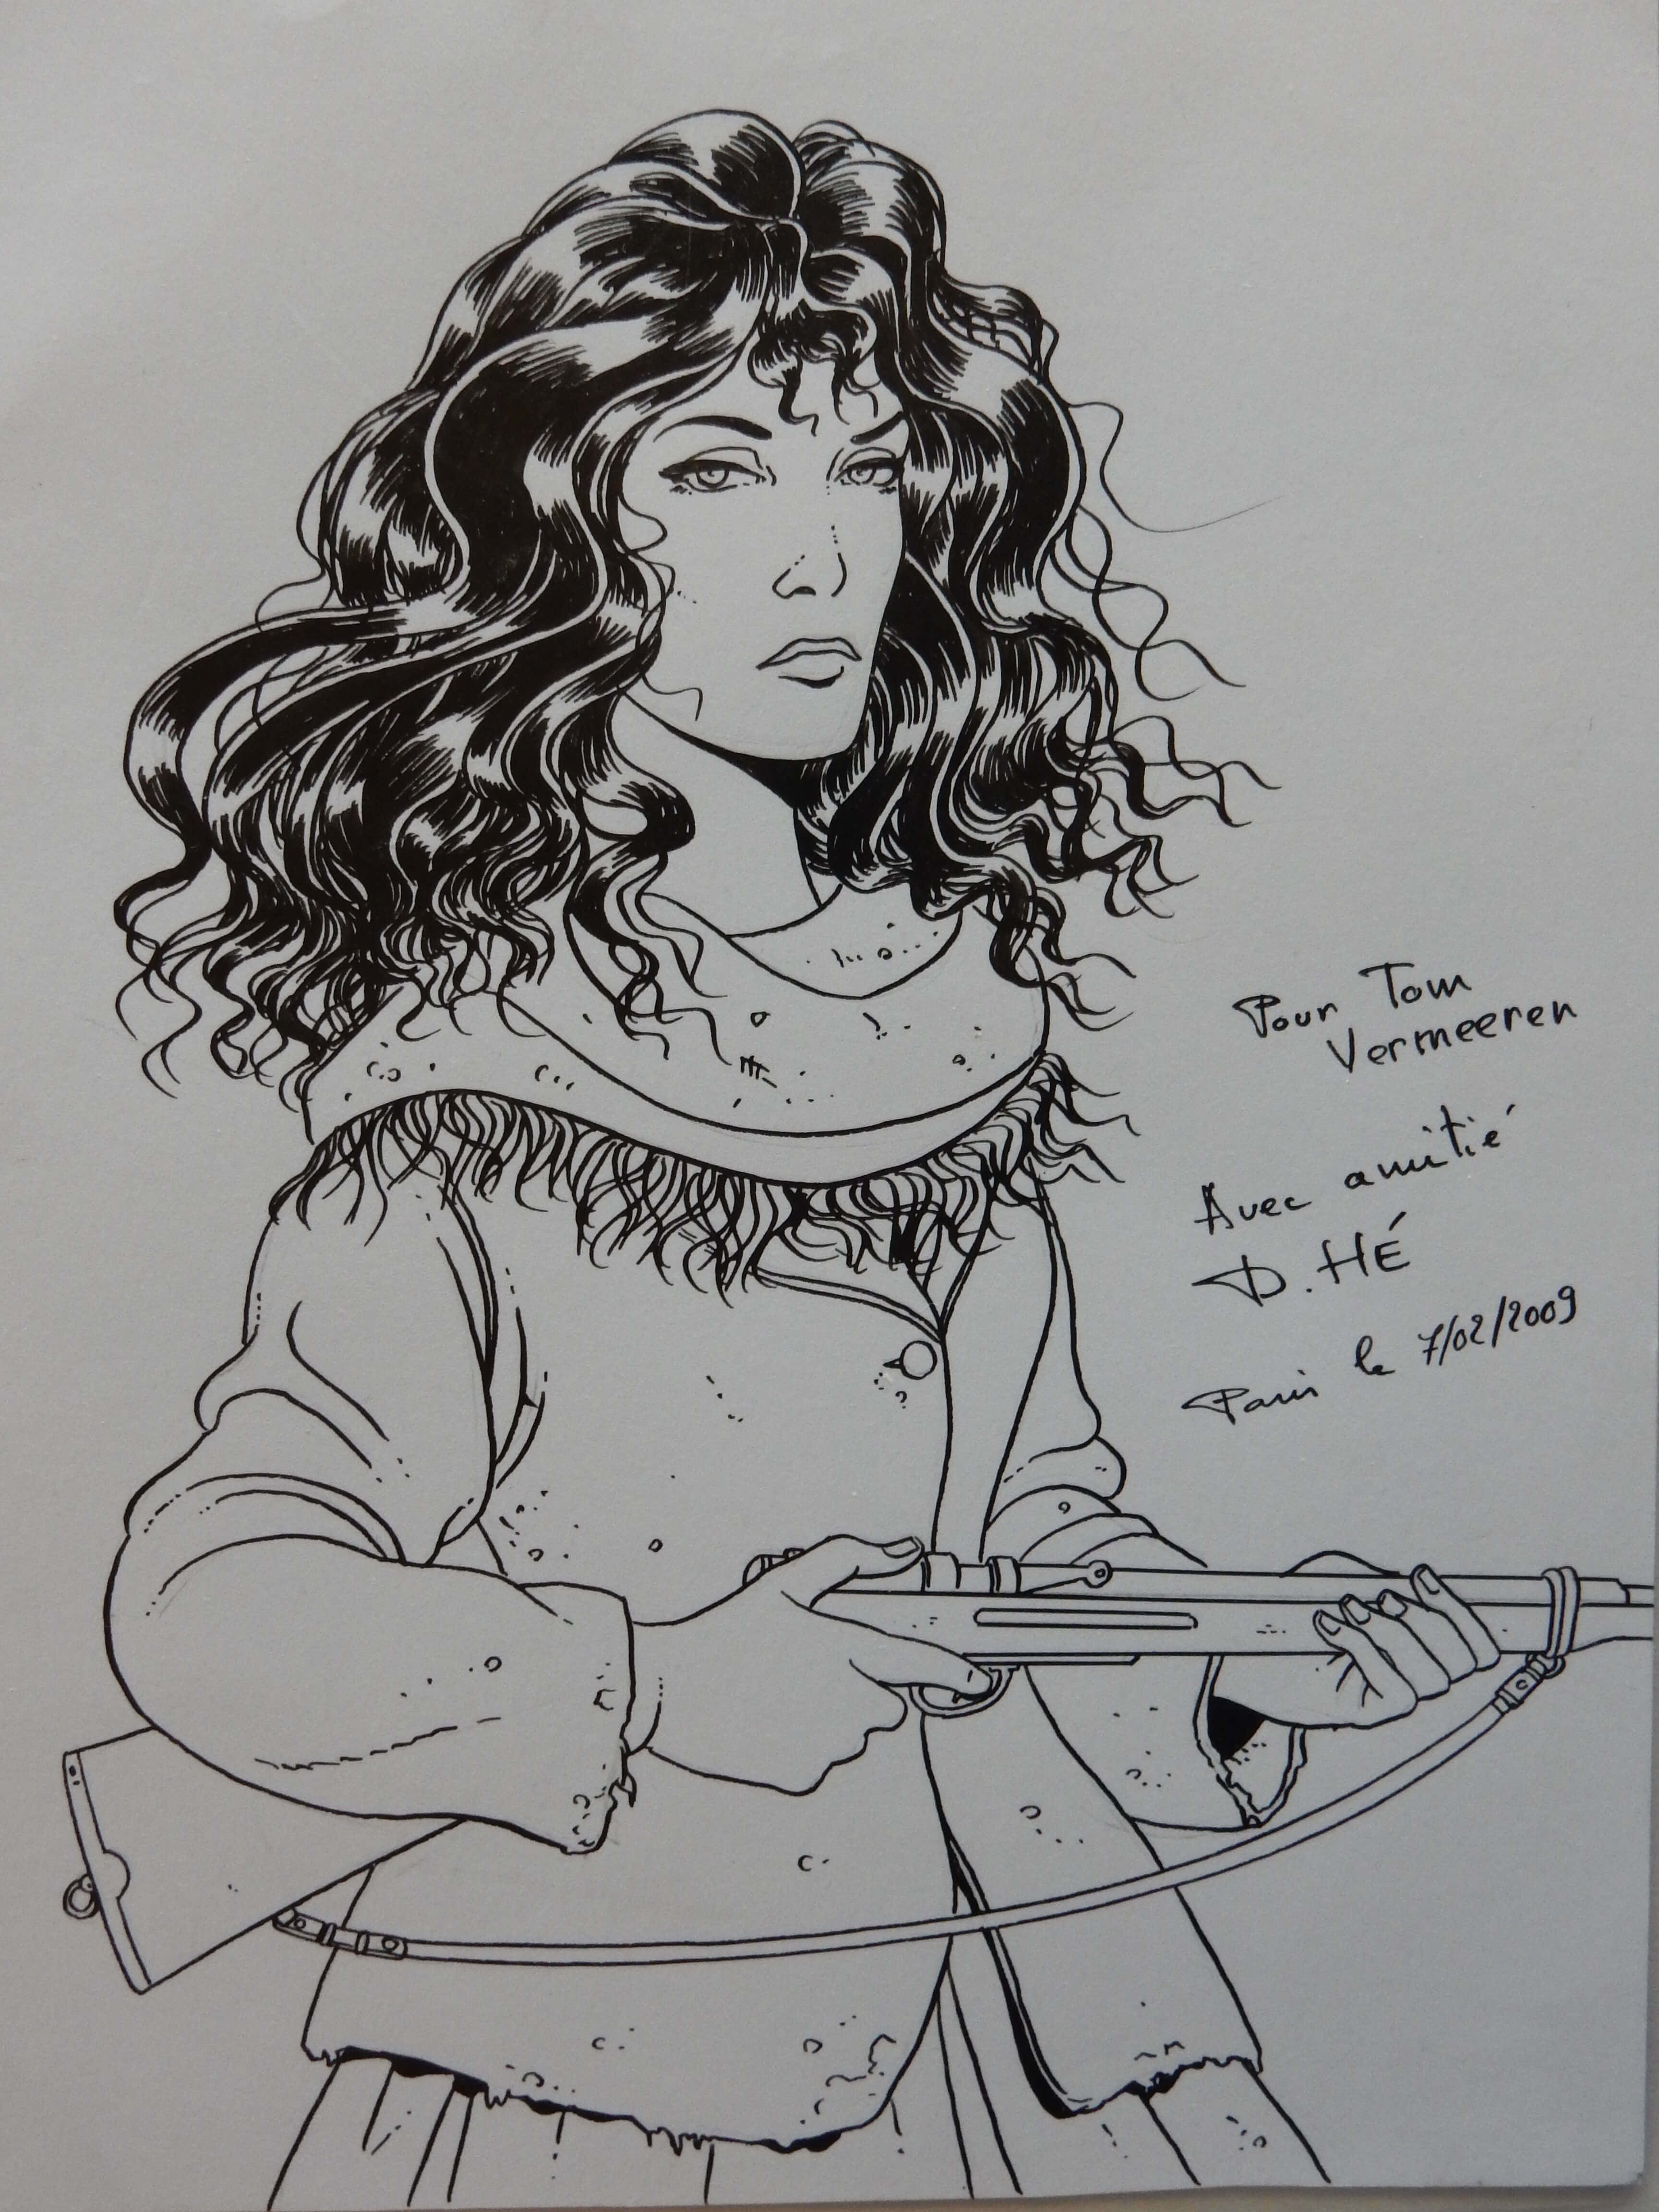 Pour Tom
Vermeeren
Avec amitié
D. HÉ
Paris le 7/02/2009